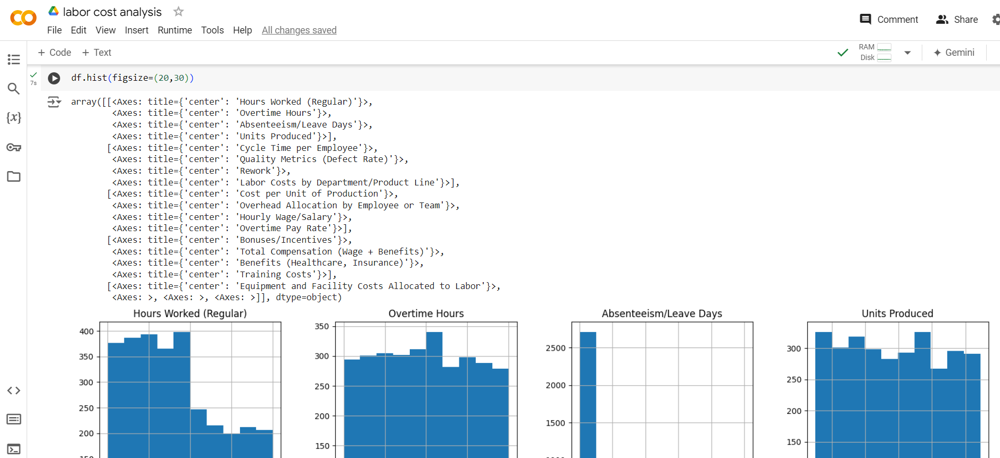 labor cost analysis
File Edit View Insert Runtime Tools Help All changes saved
Comment Share
+ Code + Text
RAM
Disk
Gemini
7s
df.hist(figsize=(20,30))
array([[<Axes: title={'center': 'Hours Worked (Regular)'}>,
<Axes: title={'center': 'Overtime Hours'}>,
<Axes: title={'center': 'Absenteeism/Leave Days'}>,
<Axes: title={'center': 'Units Produced'}>],
[<Axes: title={'center': 'Cycle Time per Employee'}>,
<Axes: title={'center': 'Quality Metrics (Defect Rate)'}>,
<Axes: title={'center': 'Rework'}>,
<Axes: title={'center': 'Labor Costs by Department/Product Line'}>],
[<Axes: title={'center': 'Cost per Unit of Production'}>,
<Axes: title={'center': 'Overhead Allocation by Employee or Team'}>,
<Axes: title={'center': 'Hourly Wage/Salary'}>,
<Axes: title={'center': 'Overtime Pay Rate'}>],
[<Axes: title={'center': 'Bonuses/Incentives'}>,
<Axes: title={'center': 'Total Compensation (Wage + Benefits)'}>,
<Axes: title={'center': 'Benefits (Healthcare, Insurance)'}>,
<Axes: title={'center': 'Training Costs'}>],
[<Axes: title={'center': 'Equipment and Facility Costs Allocated to Labor'}>,
<Axes: >, <Axes: >, <Axes: >]], dtype=object)
Hours Worked (Regular)
400
350
300
250
200
Overtime Hours
350
300
250
200
150
Absenteeism/Leave Days
2500
2000
1500
Units Produced
300
250
200
150